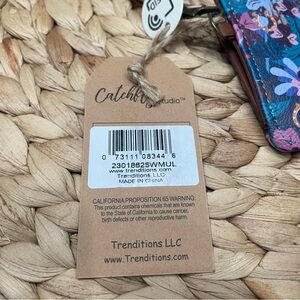 Catchfly studio™
0 73111 08344 6
23018625WMUL
www.trenditions.com
Trenditions LLC
MADE IN CHINA
CALIFORNIA PROPOSITION 65 WARNING:
This product contains chemicals that are known
to the State of California to cause cancer,
birth defects or other reproductive harm.
Trenditions LLC
www.Trenditions.com